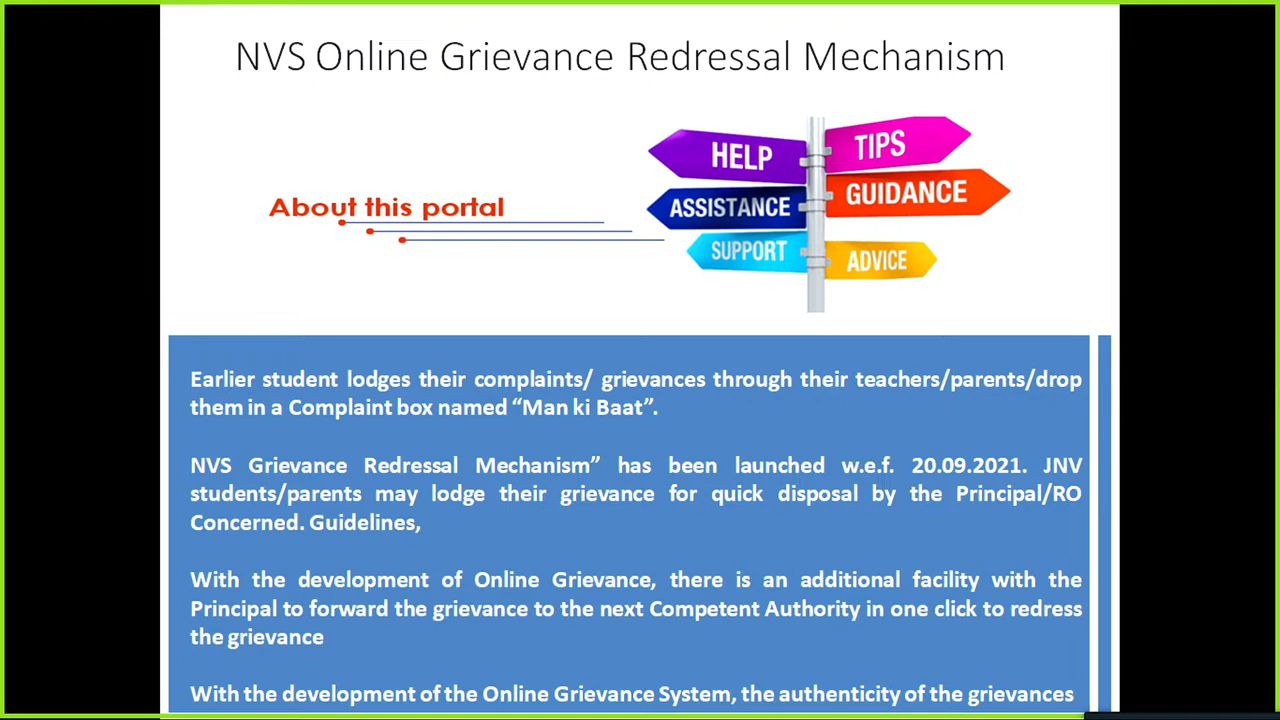 NVS Online Grievance Redressal Mechanism
HELP
TIPS
ASSISTANCE
GUIDANCE
SUPPORT
ADVICE
About this portal
Earlier student lodges their complaints/ grievances through their teachers/parents/drop
them in a Complaint box named “Man ki Baat”.
NVS Grievance Redressal Mechanism” has been launched w.e.f. 20.09.2021. JNV
students/parents may lodge their grievance for quick disposal by the Principal/RO
Concerned. Guidelines,
With the development of Online Grievance, there is an additional facility with the
Principal to forward the grievance to the next Competent Authority in one click to redress
the grievance
With the development of the Online Grievance System, the authenticity of the grievances